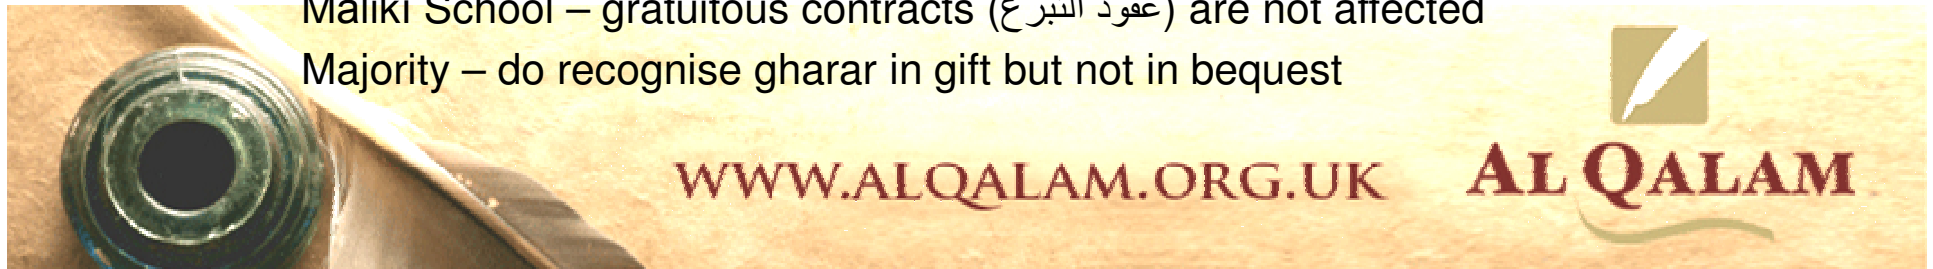 Maliki School – gratuitous contracts (عقود التبرع) are not affected
Majority – do recognise gharar in gift but not in bequest
WWW.ALQALAM.ORG.UK
AL QALAM